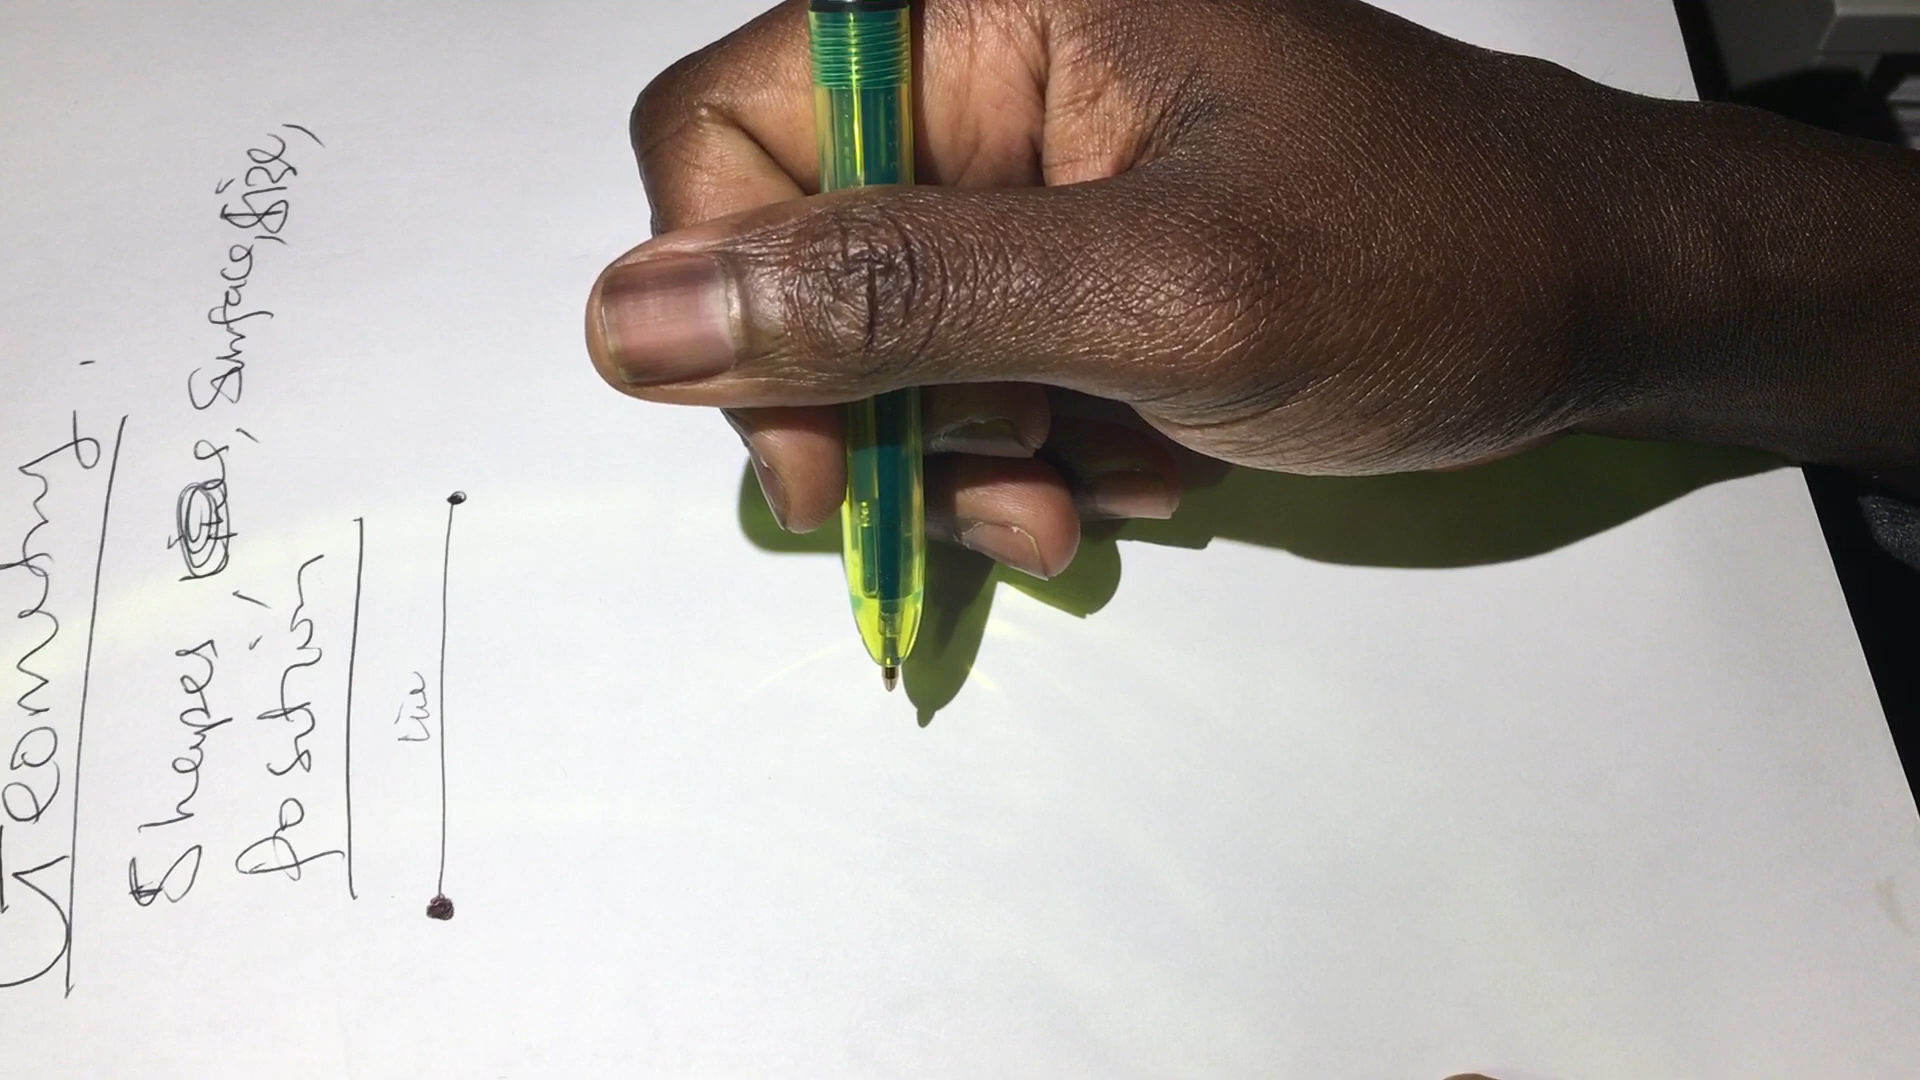 Geometry.
Shapes, Surface, Size,
Position
Line